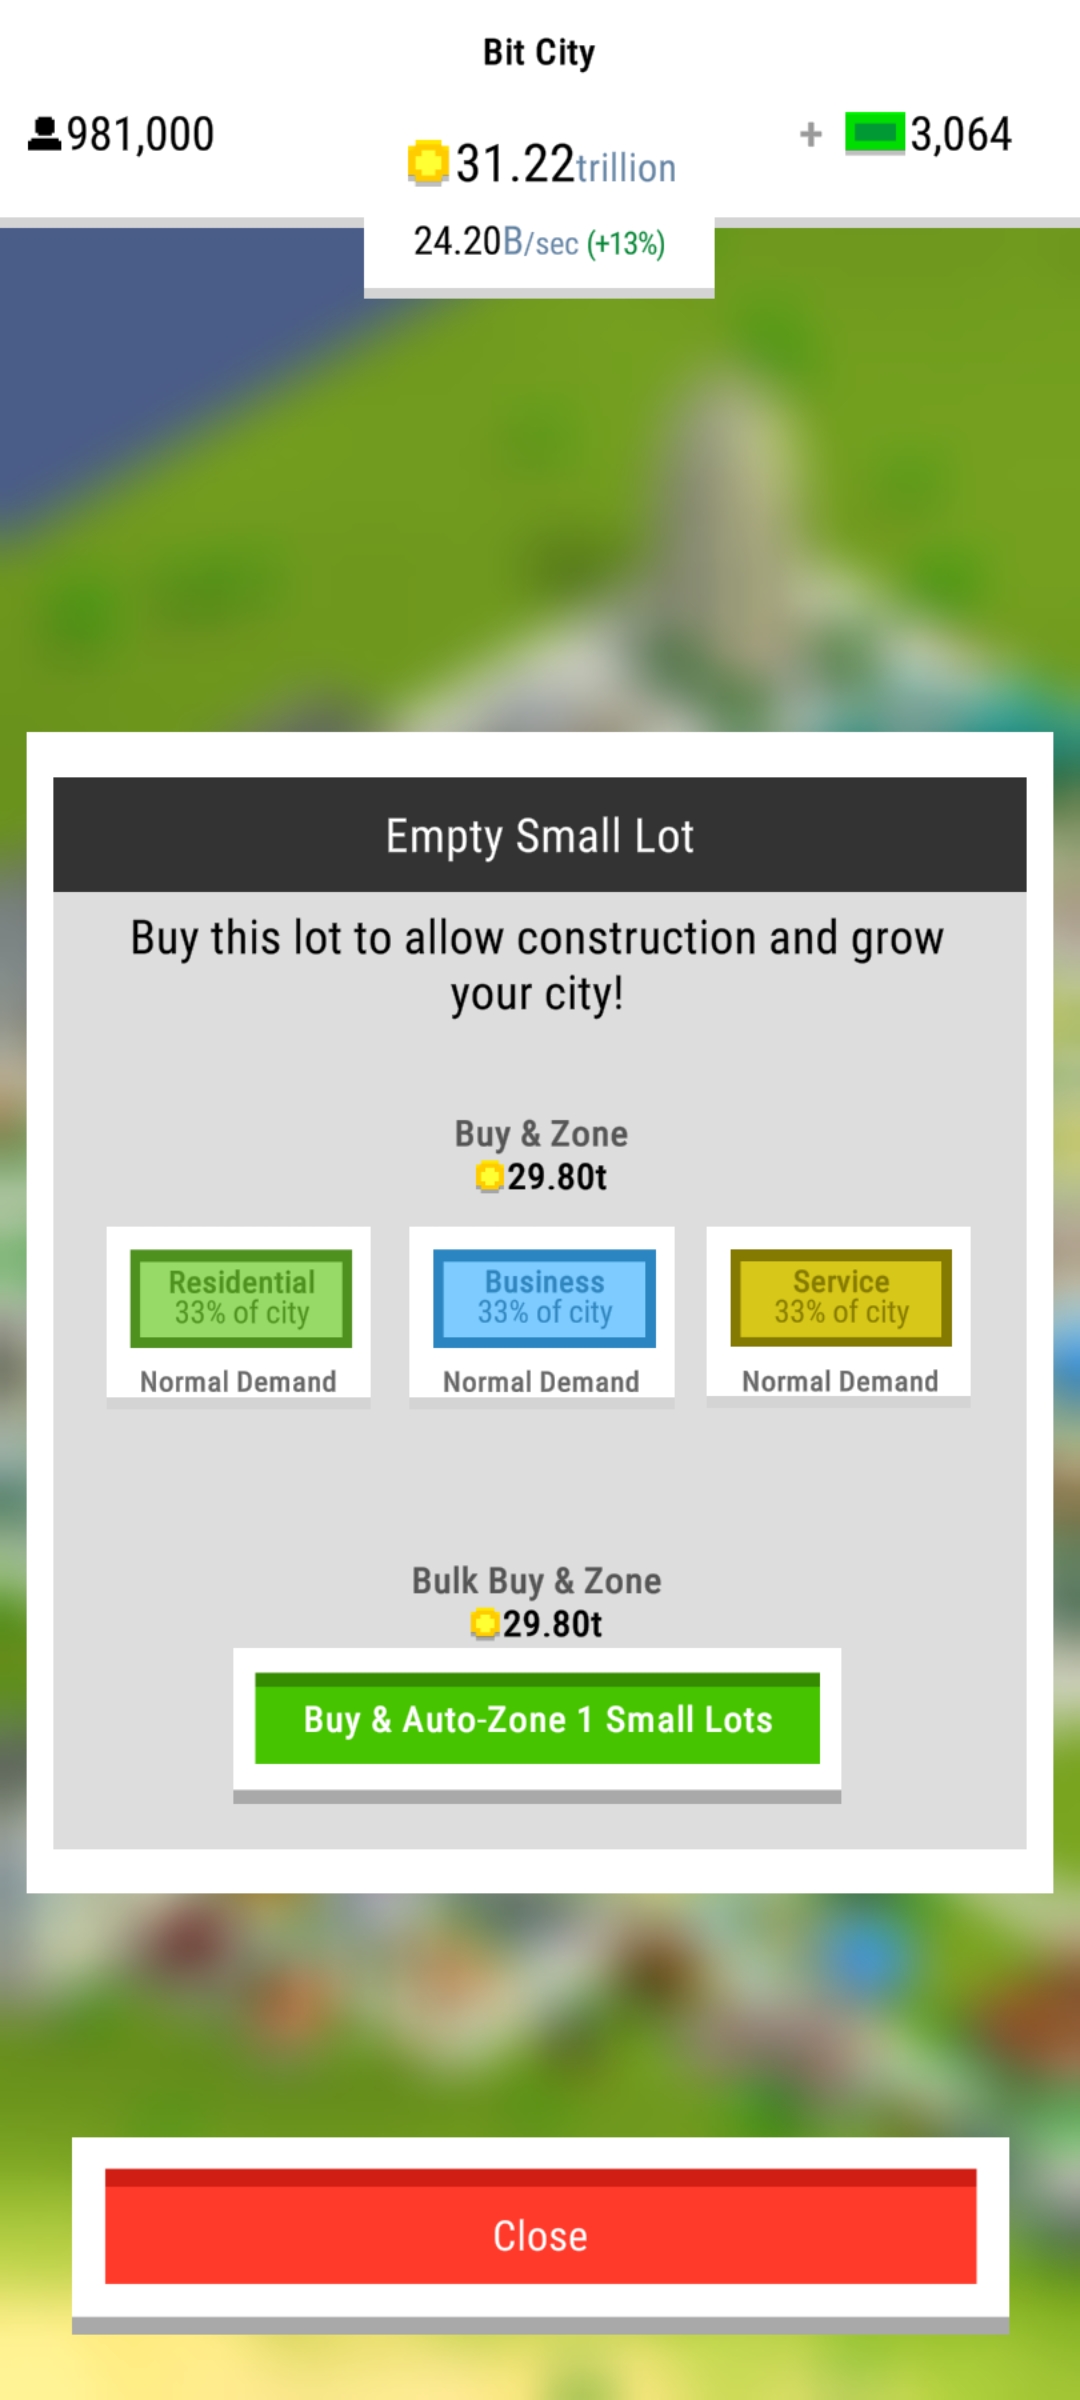 Bit City
981,000
31.22trillion
+ 3,064
24.20B/sec (+13%)
Empty Small Lot
Buy this lot to allow construction and grow
your city!
Buy & Zone
29.80t
Residential
33% of city
Normal Demand
Business
33% of city
Normal Demand
Service
33% of city
Normal Demand
Bulk Buy & Zone
29.80t
Buy & Auto-Zone 1 Small Lots
Close